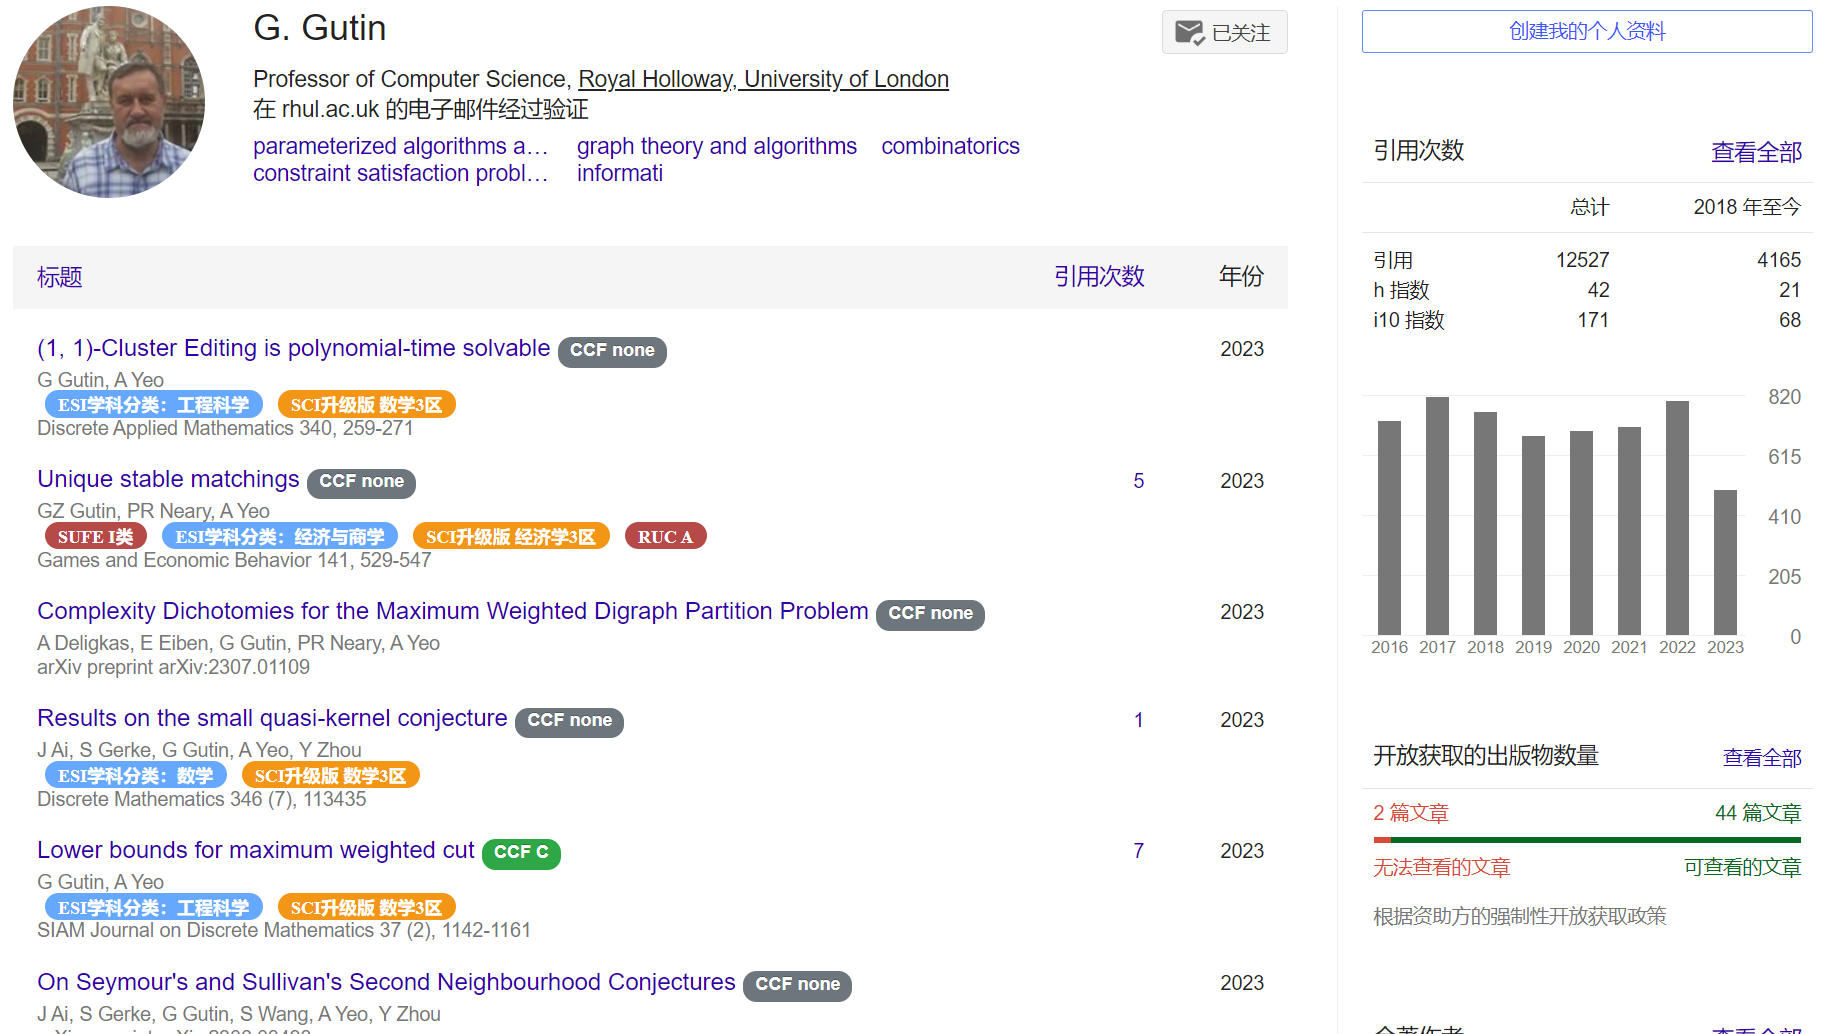 G. Gutin
已关注
Professor of Computer Science, Royal Holloway, University of London
在 rhul.ac.uk 的电子邮件经过验证
parameterized algorithms a… graph theory and algorithms combinatorics
constraint satisfaction probl… informati
标题 引用次数 年份
(1, 1)-Cluster Editing is polynomial-time solvable CCF none 2023
G Gutin, A Yeo
ESI学科分类：工程科学 SCI升级版 数学3区
Discrete Applied Mathematics 340, 259-271
Unique stable matchings CCF none 5 2023
GZ Gutin, PR Neary, A Yeo
SUFE I类 ESI学科分类：经济与商学 SCI升级版 经济学3区 RUC A
Games and Economic Behavior 141, 529-547
Complexity Dichotomies for the Maximum Weighted Digraph Partition Problem CCF none 2023
A Deligkas, E Eiben, G Gutin, PR Neary, A Yeo
arXiv preprint arXiv:2307.01109
Results on the small quasi-kernel conjecture CCF none 1 2023
J Ai, S Gerke, G Gutin, A Yeo, Y Zhou
ESI学科分类：数学 SCI升级版 数学3区
Discrete Mathematics 346 (7), 113435
Lower bounds for maximum weighted cut CCF C 7 2023
G Gutin, A Yeo
ESI学科分类：工程科学 SCI升级版 数学3区
SIAM Journal on Discrete Mathematics 37 (2), 1142-1161
On Seymour's and Sullivan's Second Neighbourhood Conjectures CCF none 2023
J Ai, S Gerke, G Gutin, S Wang, A Yeo, Y Zhou
创建我的个人资料
引用次数 查看全部
总计 2018 年至今
引用 12527 4165
h 指数 42 21
i10 指数 171 68
820
615
410
205
0
2016 2017 2018 2019 2020 2021 2022 2023
开放获取的出版物数量 查看全部
2 篇文章 44 篇文章
无法查看的文章 可查看的文章
根据资助方的强制性开放获取政策